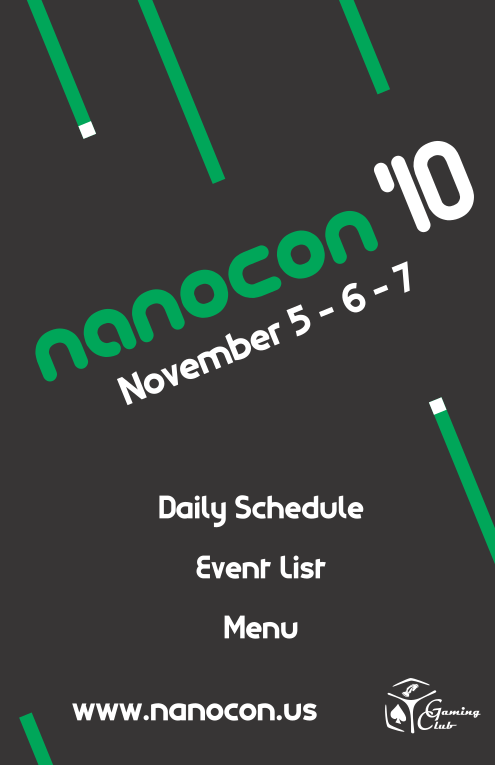 nanocon '10
November 5 - 6 - 7
Daily Schedule
Event List
Menu
www.nanocon.us
Gaming
Club